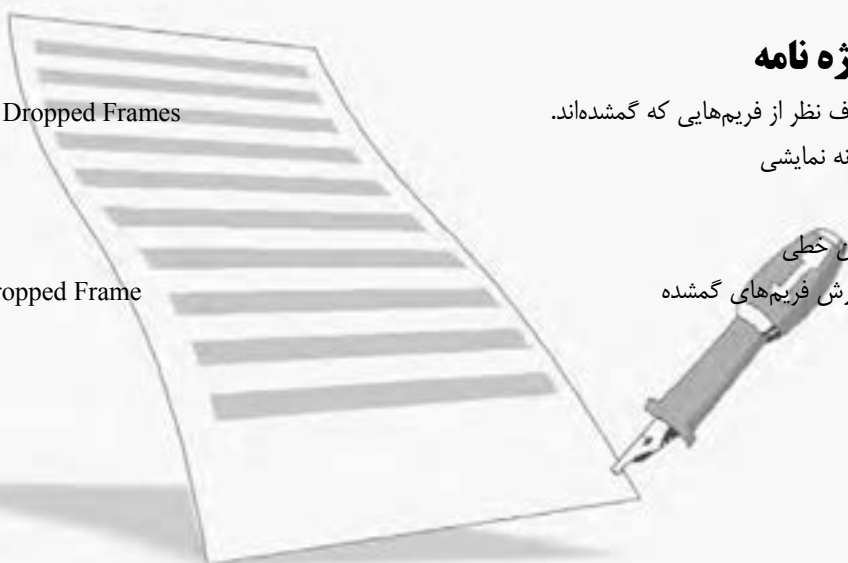 ژه نامه
ف نظر از فریم‌هایی که گمشده‌اند. Dropped Frames
نه نمایشی
ن خطی
رش فریم‌های گمشده ropped Frame